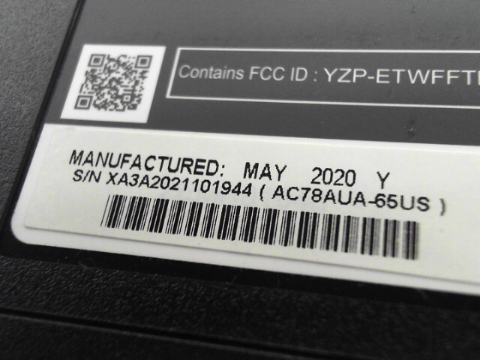 Contains FCC ID : YZP-ETWFFT
MANUFACTURED: MAY 2020 Y
S/N XA3A2021101944 ( AC78AUA-65US )